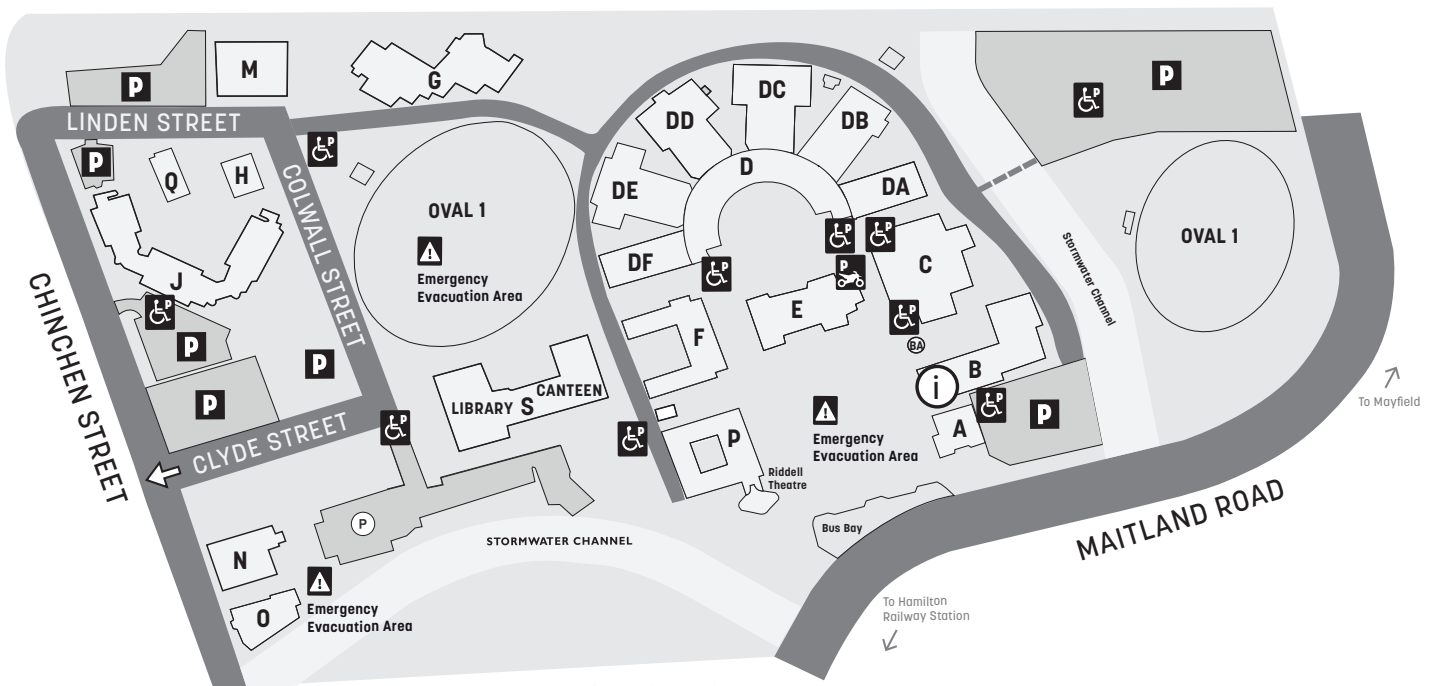 M
G
P
LINDEN STREET
P
Q
H
COLWALL STREET
P
J
P
P
P
P
CHINCHEN STREET
CLYDE STREET
OVAL 1
!
Emergency
Evacuation Area
P
LIBRARY S CANTEEN
P
P
STORMWATER CHANNEL
N
O
!
Emergency
Evacuation Area
DC
DD
DB
D
DE
DA
DF
P
P
P
P
C
E
F
P
BA
B
i
P
P
A
P
P
Riddell
Theatre
!
Emergency
Evacuation Area
Bus Bay
P
P
Stormwater Channel
OVAL 1
To Mayfield
MAITLAND ROAD
To Hamilton
Railway Station